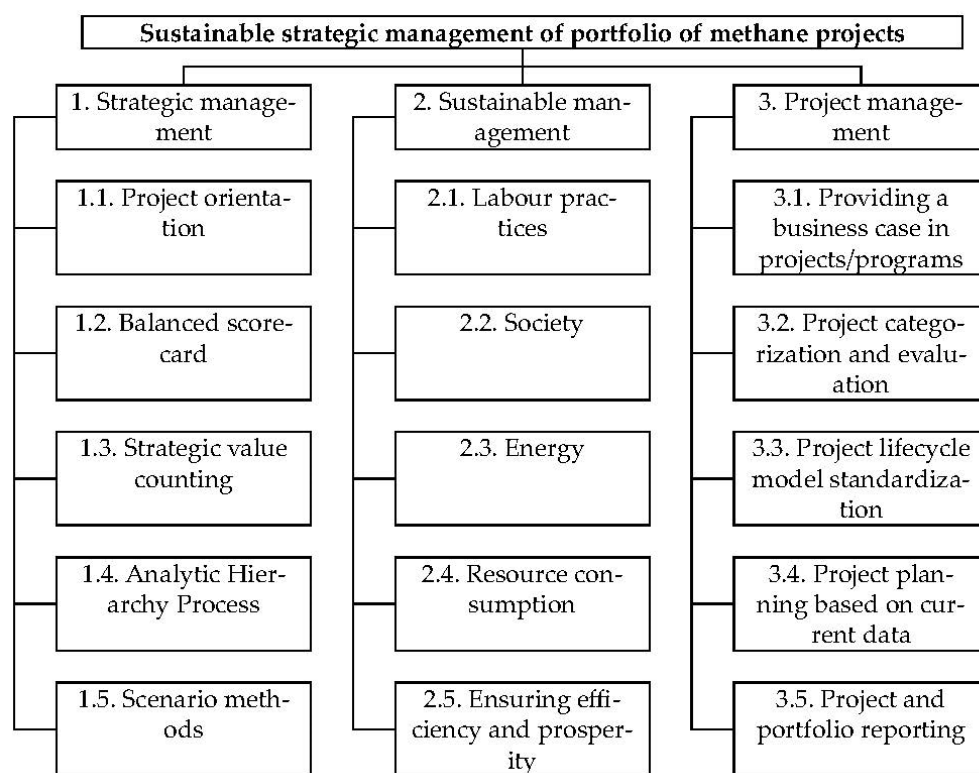 Sustainable strategic management of portfolio of methane projects
1. Strategic manage-
ment
1.1. Project orienta-
tion
1.2. Balanced score-
card
1.3. Strategic value
counting
1.4. Analytic Hier-
archy Process
1.5. Scenario meth-
ods
2. Sustainable man-
agement
2.1. Labour prac-
tices
2.2. Society
2.3. Energy
2.4. Resource con-
sumption
2.5. Ensuring effi-
ciency and prosper-
ity
3. Project manage-
ment
3.1. Providing a
business case in
projects/programs
3.2. Project catego-
rization and evalu-
ation
3.3. Project lifecycle
model standardiza-
tion
3.4. Project plan-
ning based on cur-
rent data
3.5. Project and
portfolio reporting